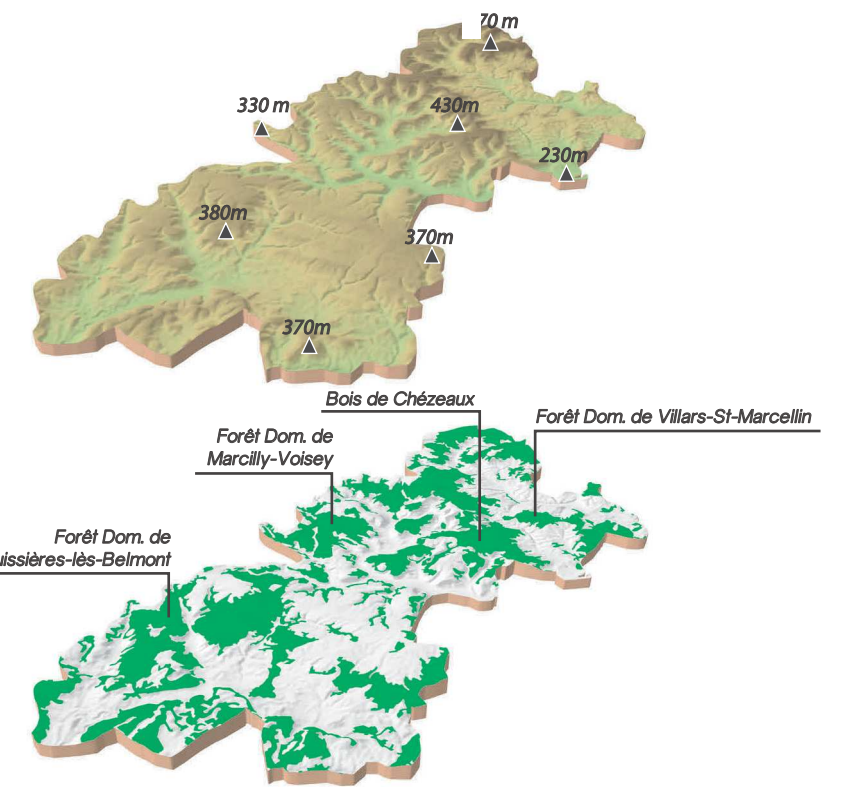 70 m
330 m
430m
230m
380m
370m
370m
Bois de Chézeaux
Forêt Dom. de Villars-St-Marcellin
Forêt Dom. de
Marcilly-Voisey
Forêt Dom. de
uissières-lès-Belmont